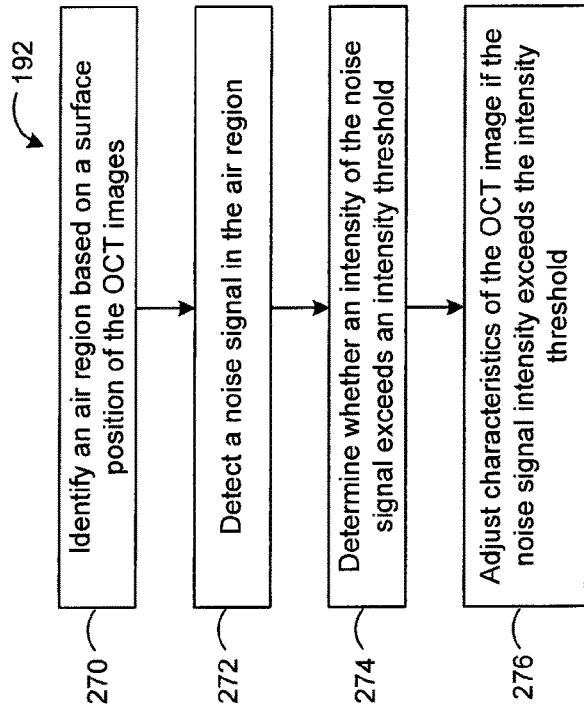 192
270
Identify an air region based on a surface
position of the OCT images
272
Detect a noise signal in the air region
274
Determine whether an intensity of the noise
signal exceeds an intensity threshold
276
Adjust characteristics of the OCT image if the
noise signal intensity exceeds the intensity
threshold